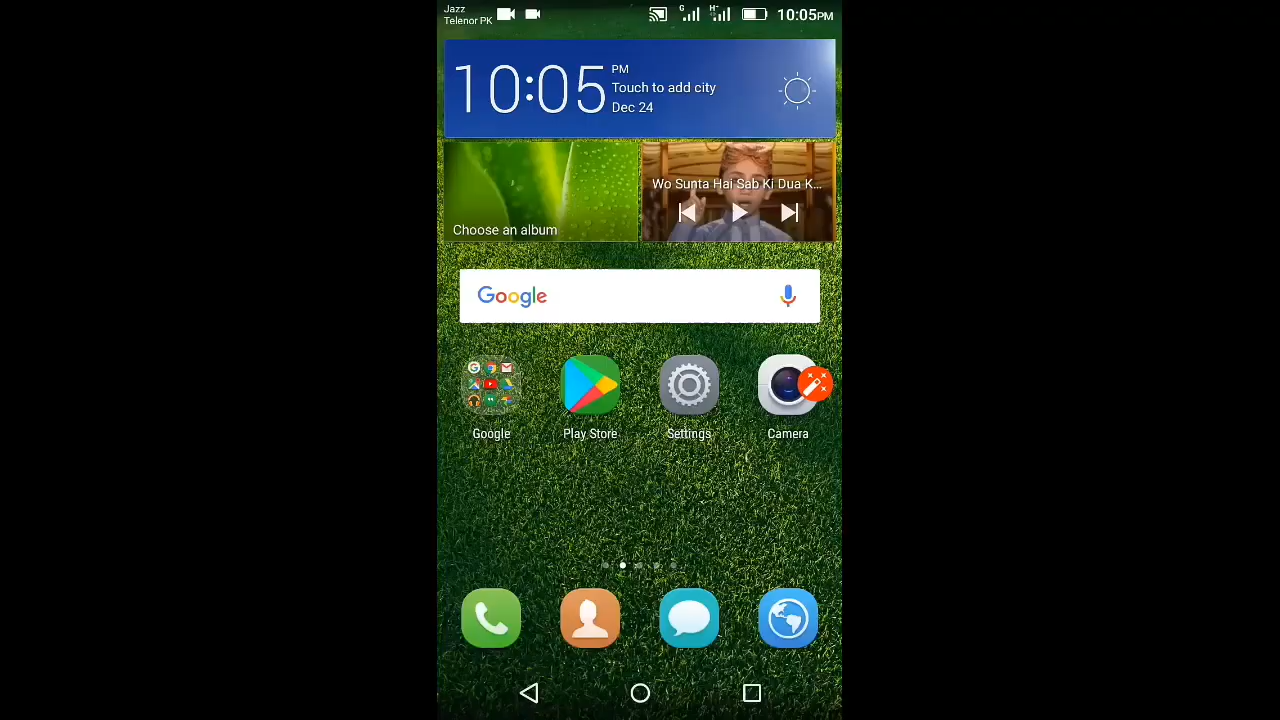 Jazz
Telenor PK
G
H+
10:05PM
10:05
PM
Touch to add city
Dec 24
Choose an album
Wo Sunta Hai Sab Ki Dua K...
Google
Google
Play Store
Settings
Camera